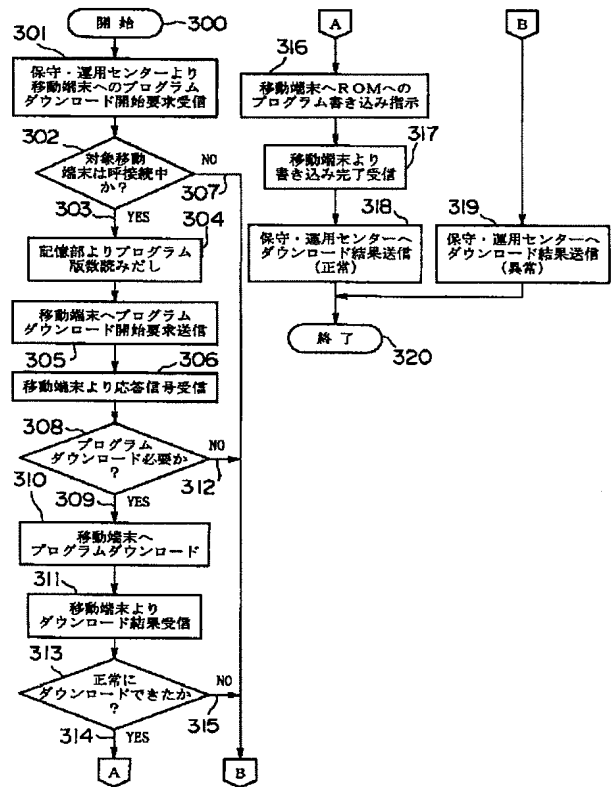 開始
300
301
保守・運用センターより
移動端末へのプログラム
ダウンロード開始要求受信
302
対象移動
端末は呼接続中
か?
NO
307
303
YES
304
記憶部よりプログラム
版数読みだし
移動端末へプログラム
ダウンロード開始要求送信
305
306
移動端末より応答信号受信
308
プログラム
ダウンロード必要か
?
NO
312
309
YES
310
移動端末へ
プログラムダウンロード
311
移動端末より
ダウンロード結果受信
313
正常に
ダウンロードできたか
?
NO
315
314
YES
A
B
A
316
移動端末へROMへの
プログラム書き込み指示
317
移動端末より
書き込み完了受信
318
保守・運用センターへ
ダウンロード結果送信
(正常)
B
319
保守・運用センターへ
ダウンロード結果送信
(異常)
終了
320